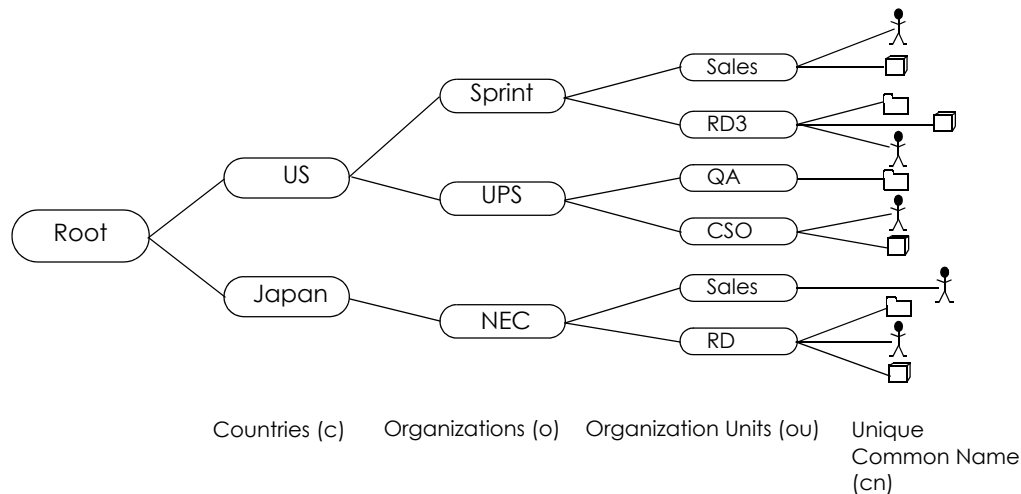 Sales
Sprint
RD3
US
QA
UPS
Root
CSO
Sales
Japan
NEC
RD
Countries (c)
Organizations (o)
Organization Units (ou)
Unique
Common Name
(cn)